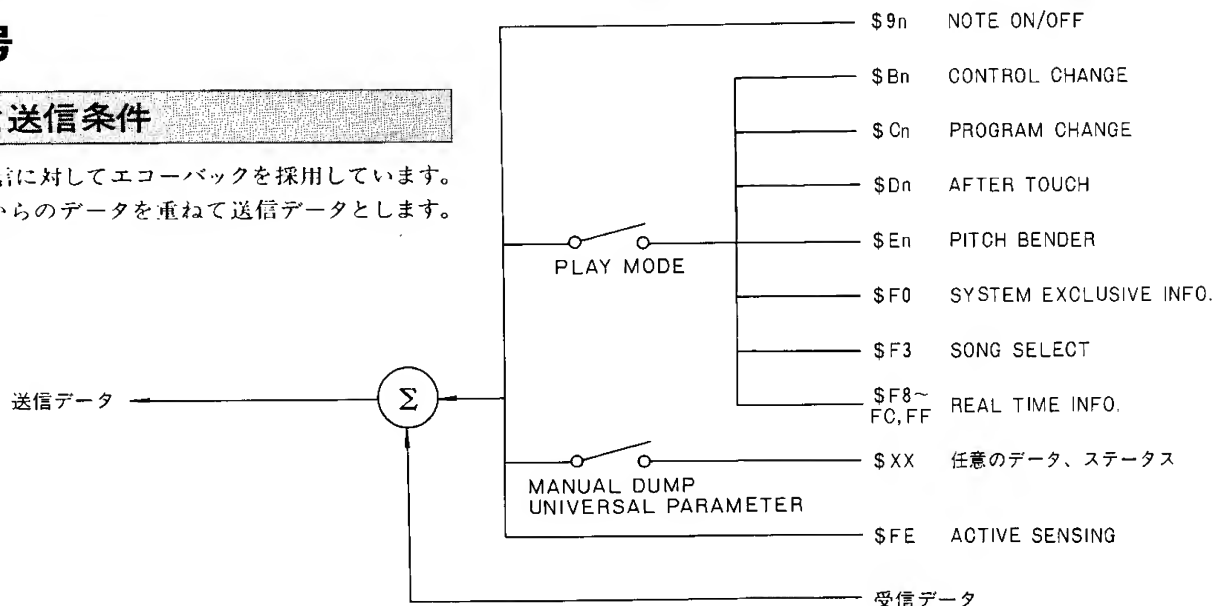 号
送信条件
信に対してエコーバックを採用しています。
からのデータを重ねて送信データとします。
$9n NOTE ON/OFF
$Bn CONTROL CHANGE
$Cn PROGRAM CHANGE
$Dn AFTER TOUCH
$En PITCH BENDER
PLAY MODE
$F0 SYSTEM EXCLUSIVE INFO.
$F3 SONG SELECT
$F8~
FC, FF REAL TIME INFO.
送信データ
Σ
$XX 任意のデータ、ステータス
MANUAL DUMP
UNIVERSAL PARAMETER
$FE ACTIVE SENSING
受信データ